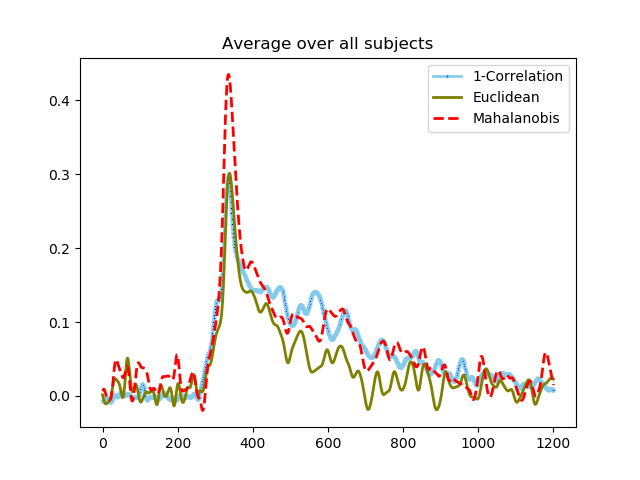 Average over all subjects
1-Correlation
Euclidean
Mahalanobis
0.4
0.3
0.2
0.1
0.0
0 200 400 600 800 1000 1200